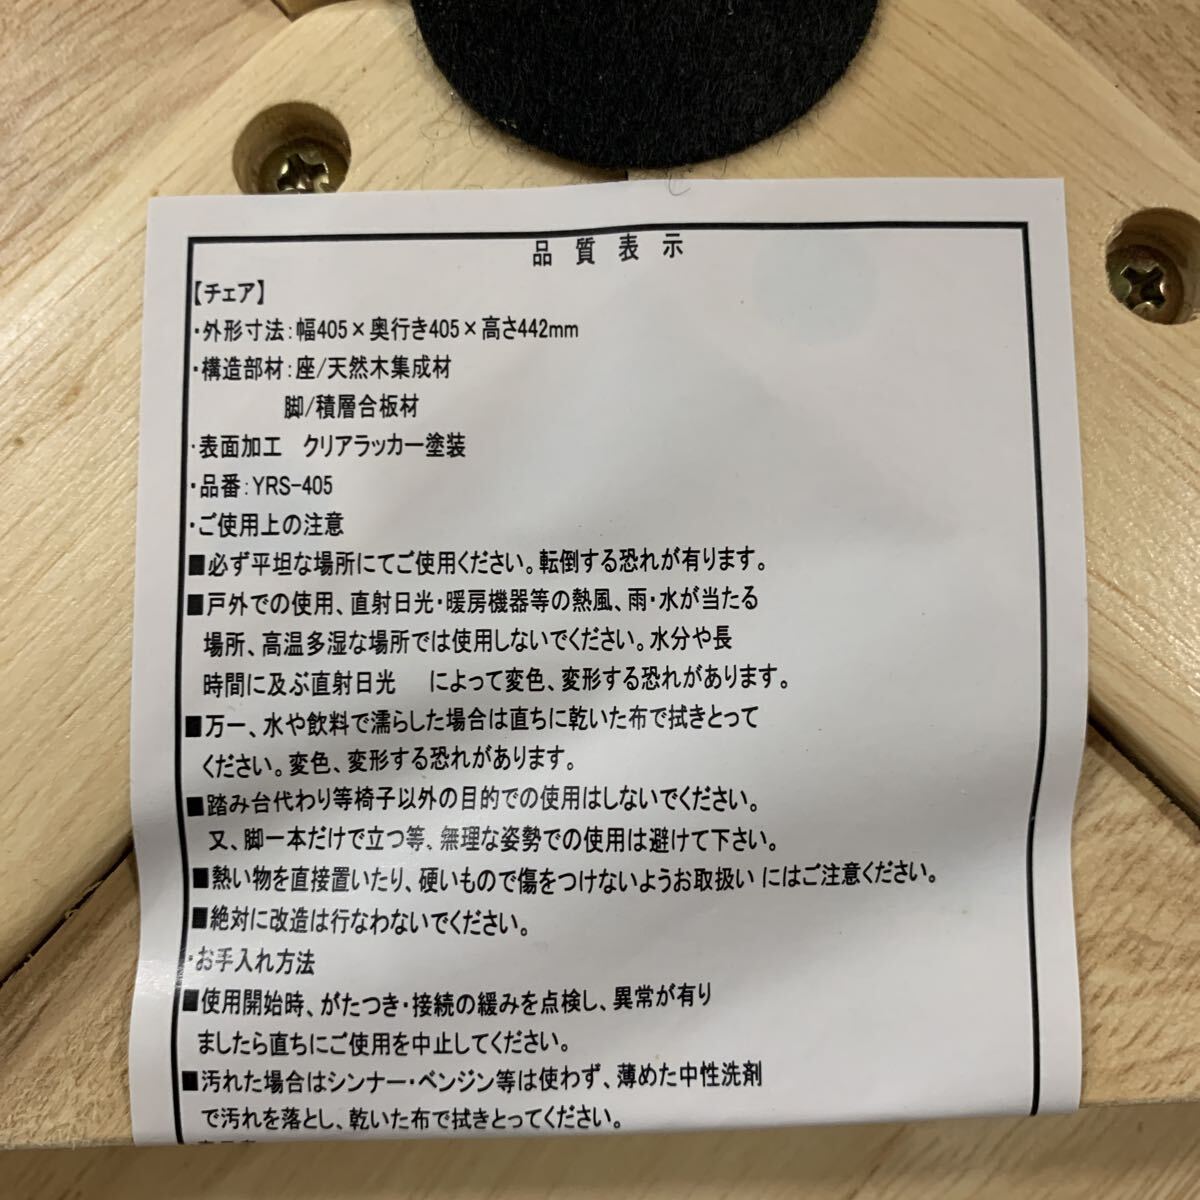 品質表示
【チェア】
・外形寸法:幅405×奥行き405×高さ442mm
・構造部材:座/天然木集成材
脚/積層合板材
・表面加工　クリアラッカー塗装
・品番:YRS-405
・ご使用上の注意
■必ず平坦な場所にてご使用ください。転倒する恐れが有ります。
■戸外での使用、直射日光・暖房機器等の熱風、雨・水が当たる
場所、高温多湿な場所では使用しないでください。水分や長
時間に及ぶ直射日光　によって変色、変形する恐れがあります。
■万一、水や飲料で濡らした場合は直ちに乾いた布で拭きとって
ください。変色、変形する恐れがあります。
■踏み台代わり等椅子以外の目的での使用はしないでください。
又、脚一本だけで立つ等、無理な姿勢での使用は避けて下さい。
■熱い物を直接置いたり、硬いもので傷をつけないようお取扱いにはご注意ください。
■絶対に改造は行なわないでください。
・お手入れ方法
■使用開始時、がたつき・接続の緩みを点検し、異常が有り
ましたら直ちにご使用を中止してください。
■汚れた場合はシンナー・ベンジン等は使わず、薄めた中性洗剤
で汚れを落とし、乾いた布で拭きとってください。